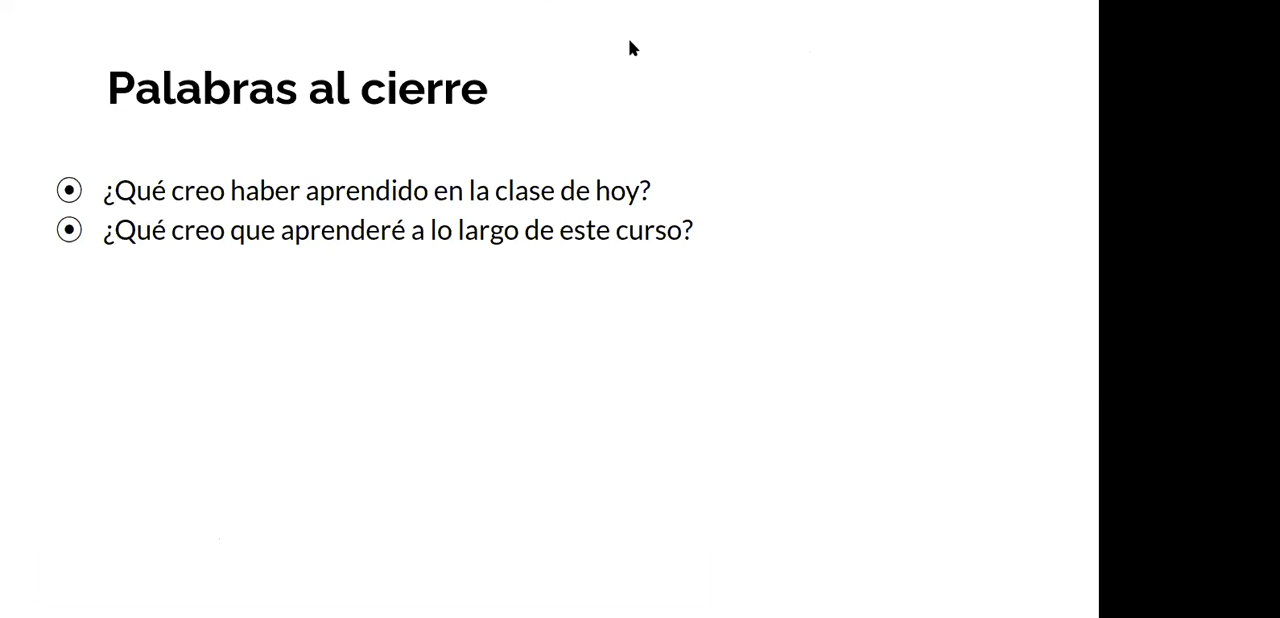 Palabras al cierre
¿Qué creo haber aprendido en la clase de hoy?
¿Qué creo que aprenderé a lo largo de este curso?